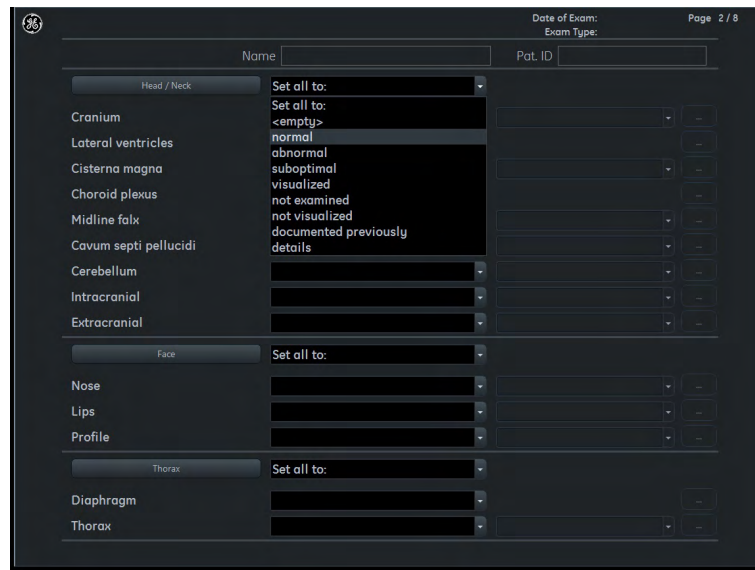 Date of Exam: Page 2 / 8
Exam Type:
Name Pat. ID
Head / Neck Set all to:
Set all to:
Cranium
<empty>
normal
Lateral ventricles
abnormal
Cisterna magna suboptimal
visualized
Choroid plexus
not examined
Midline falx not visualized
documented previously
Cavum septi pellucidi details
Cerebellum
Intracranial
Extracranial
Face Set all to:
Nose
Lips
Profile
Thorax Set all to:
Diaphragm
Thorax